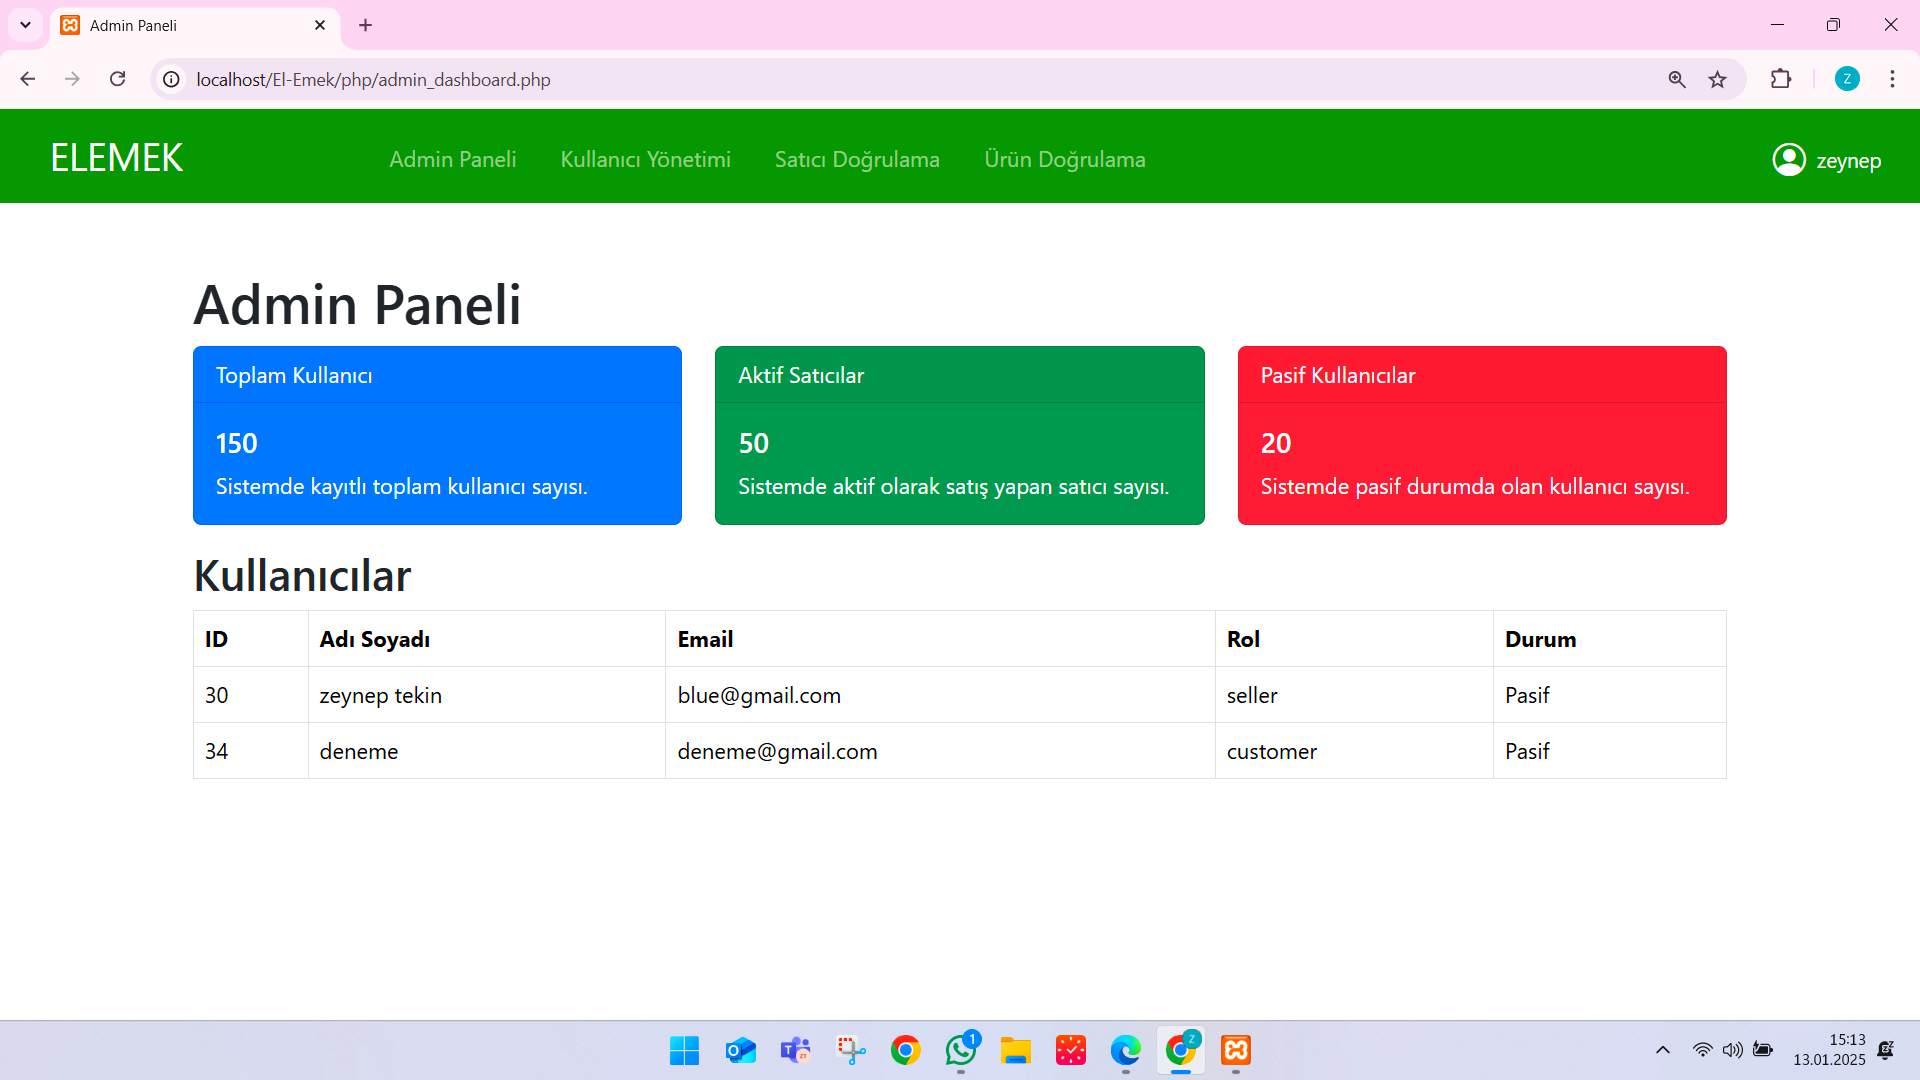 Admin Paneli
localhost/El-Emek/php/admin_dashboard.php
Z
ELEMEK
Admin Paneli
Kullanıcı Yönetimi
Satıcı Doğrulama
Ürün Doğrulama
zeynep
Admin Paneli
Toplam Kullanıcı
150
Sistemde kayıtlı toplam kullanıcı sayısı.
Aktif Satıcılar
50
Sistemde aktif olarak satış yapan satıcı sayısı.
Pasif Kullanıcılar
20
Sistemde pasif durumda olan kullanıcı sayısı.
Kullanıcılar
ID Adı Soyadı Email Rol Durum
30 zeynep tekin blue@gmail.com seller Pasif
34 deneme deneme@gmail.com customer Pasif
1
Z
15:13
13.01.2025